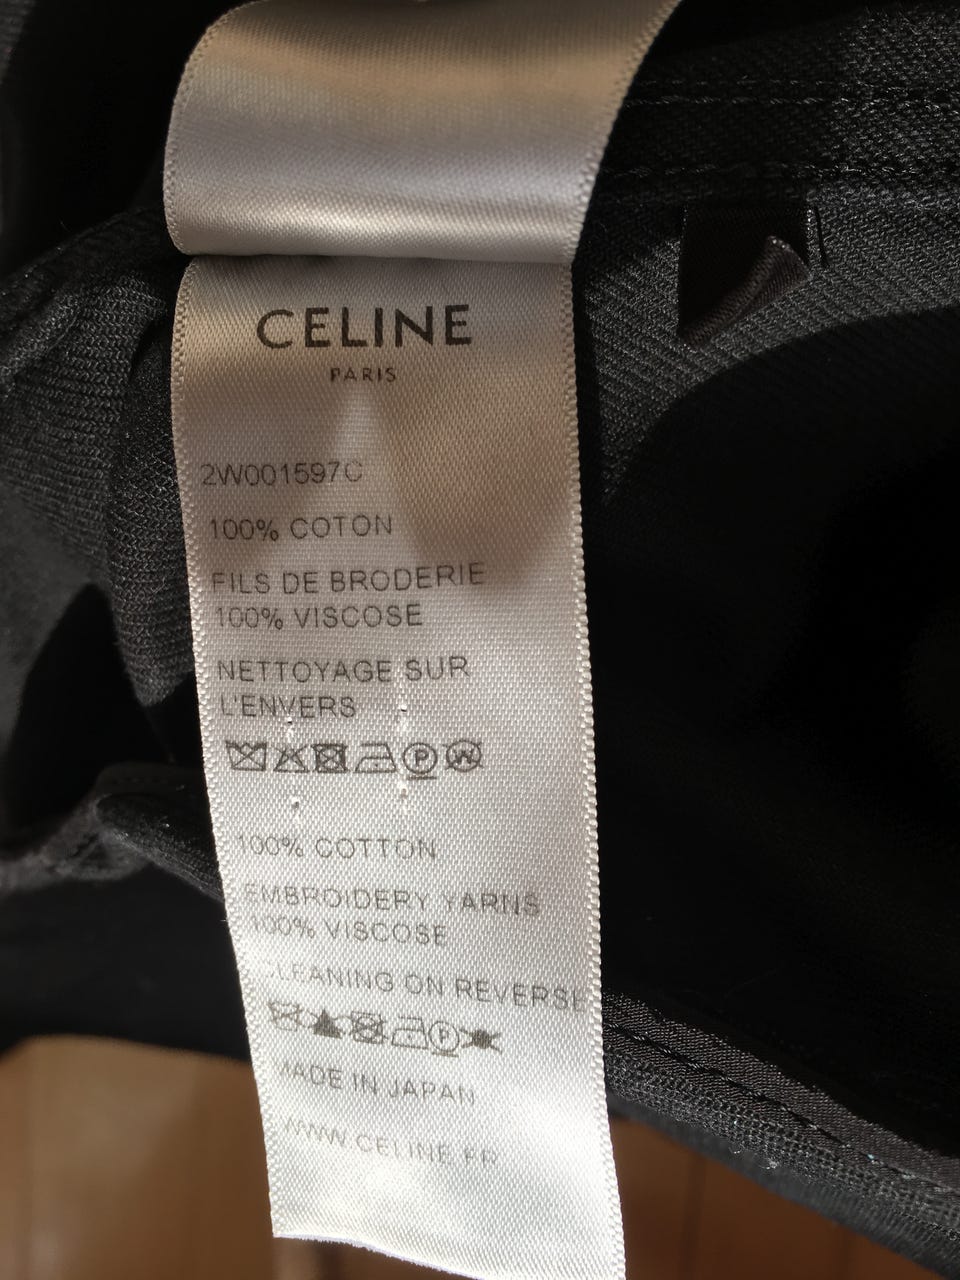 CELINE
PARIS
2W001597C
100% COTON
FILS DE BRODERIE
100% VISCOSE
NETTOYAGE SUR
L'ENVERS
P W
100% COTTON
EMBROIDERY YARNS
100% VISCOSE
CLEANING ON REVERSE
P
MADE IN JAPAN
WWW.CELINE.FR